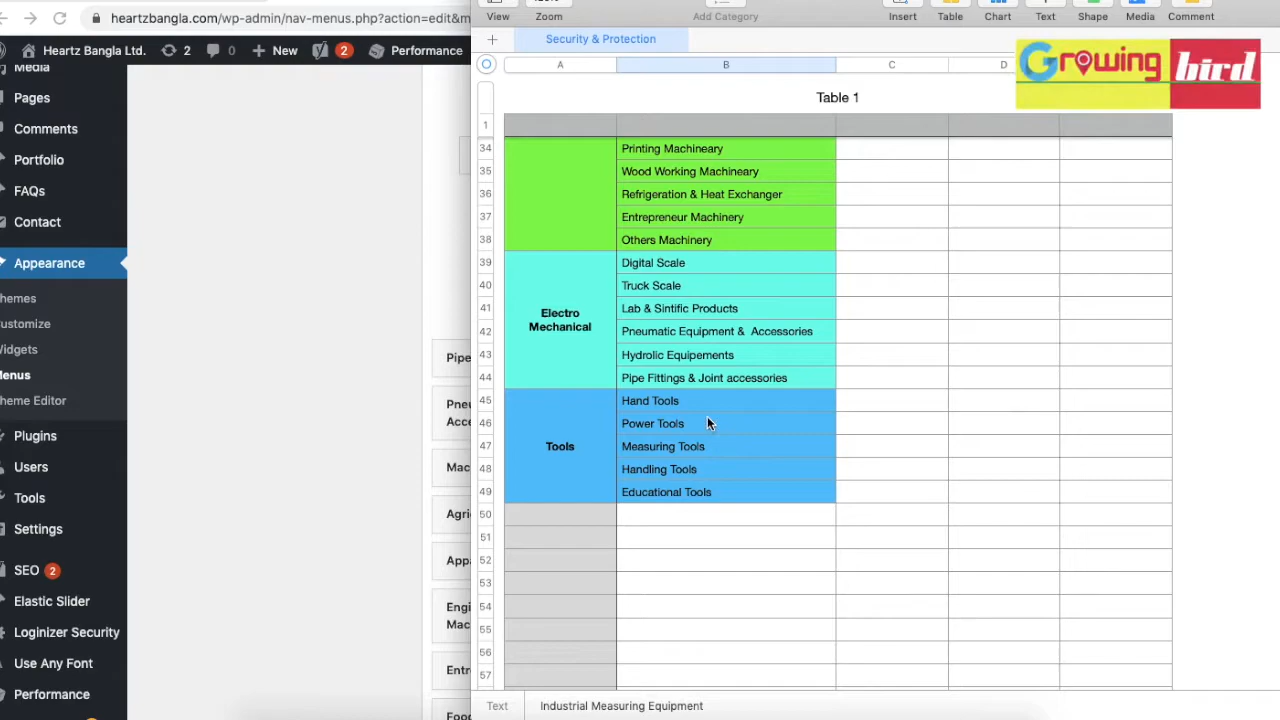 heartzbangla.com/wp-admin/nav-menus.php?action=edit&m
Heartz Bangla Ltd. 2 0 New 2 Performance
Media
Pages
Comments
Portfolio
FAQs
Contact
Appearance
hemes
ustomize
Widgets
Menus
heme Editor
Plugins
Users
Tools
Settings
SEO 2
Elastic Slider
Loginizer Security
Use Any Font
Performance
Pipe
Pneu
Acce
Mac
Agri
Appa
Engi
Mac
Entr
Food
View Zoom Add Category Insert Table Chart Text Shape Media Comment
Security & Protection
A B C D
Growing bird
Table 1
1
34 Printing Machineary
35 Wood Working Machineary
36 Refrigeration & Heat Exchanger
37 Entrepreneur Machinery
38 Others Machinery
39 Digital Scale
40 Truck Scale
Electro
Mechanical
41 Lab & Sintific Products
42 Pneumatic Equipment & Accessories
43 Hydrolic Equipements
44 Pipe Fittings & Joint accessories
45 Hand Tools
46 Power Tools
Tools
47 Measuring Tools
48 Handling Tools
49 Educational Tools
50
51
52
53
54
55
56
57
Text Industrial Measuring Equipment